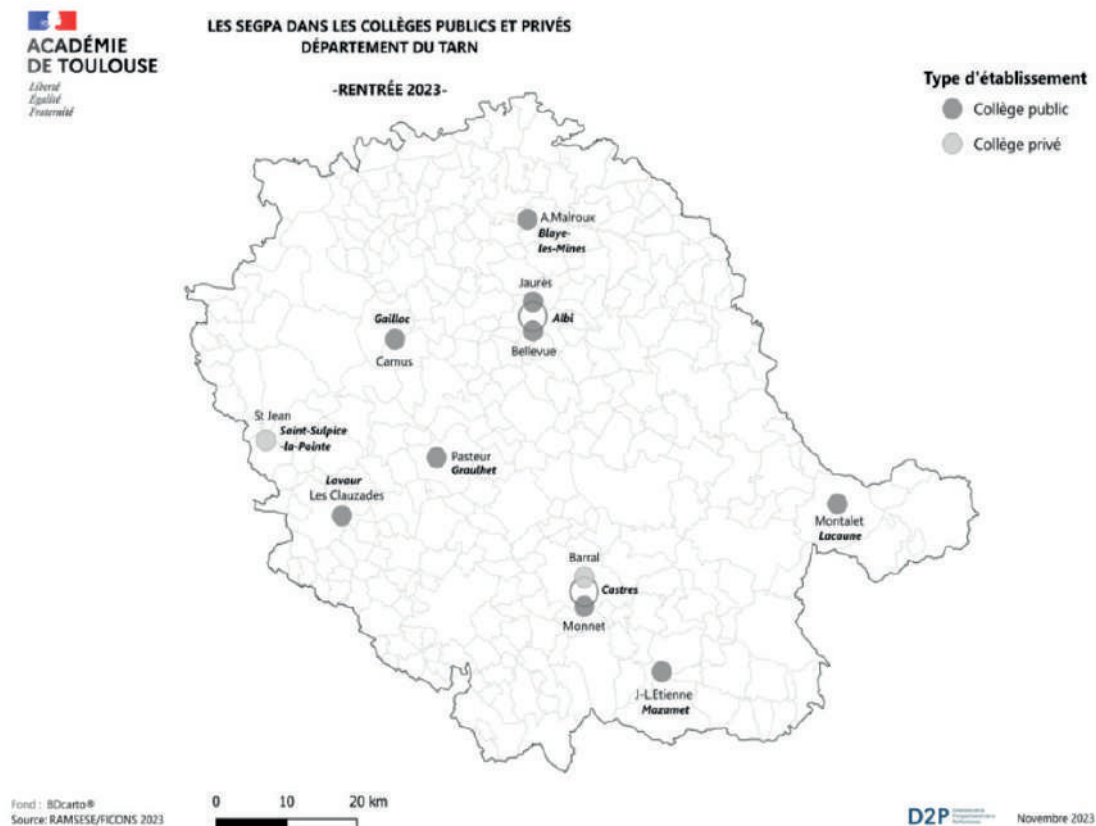 ACADÉMIE
DE TOULOUSE
Liberté
Égalité
Fraternité
LES SEGPA DANS LES COLLÈGES PUBLICS ET PRIVÉS
DÉPARTEMENT DU TARN
-RENTRÉE 2023-
Type d'établissement
Collège public
Collège privé
A.Malroux
Blaye-
les-Mines
Jaurès
Albi
Bellevue
Gaillac
Camus
St Jean
Saint-Sulpice
-la-Pointe
Pasteur
Graulhet
Lavaur
Les Clauzades
Montalet
Lacaune
Barral
Castres
Monnet
J-L.Etienne
Mazamet
Fond : BDcarto®
Source: RAMSESE/FICONS 2023
0 10 20 km
D2P
Novembre 2023